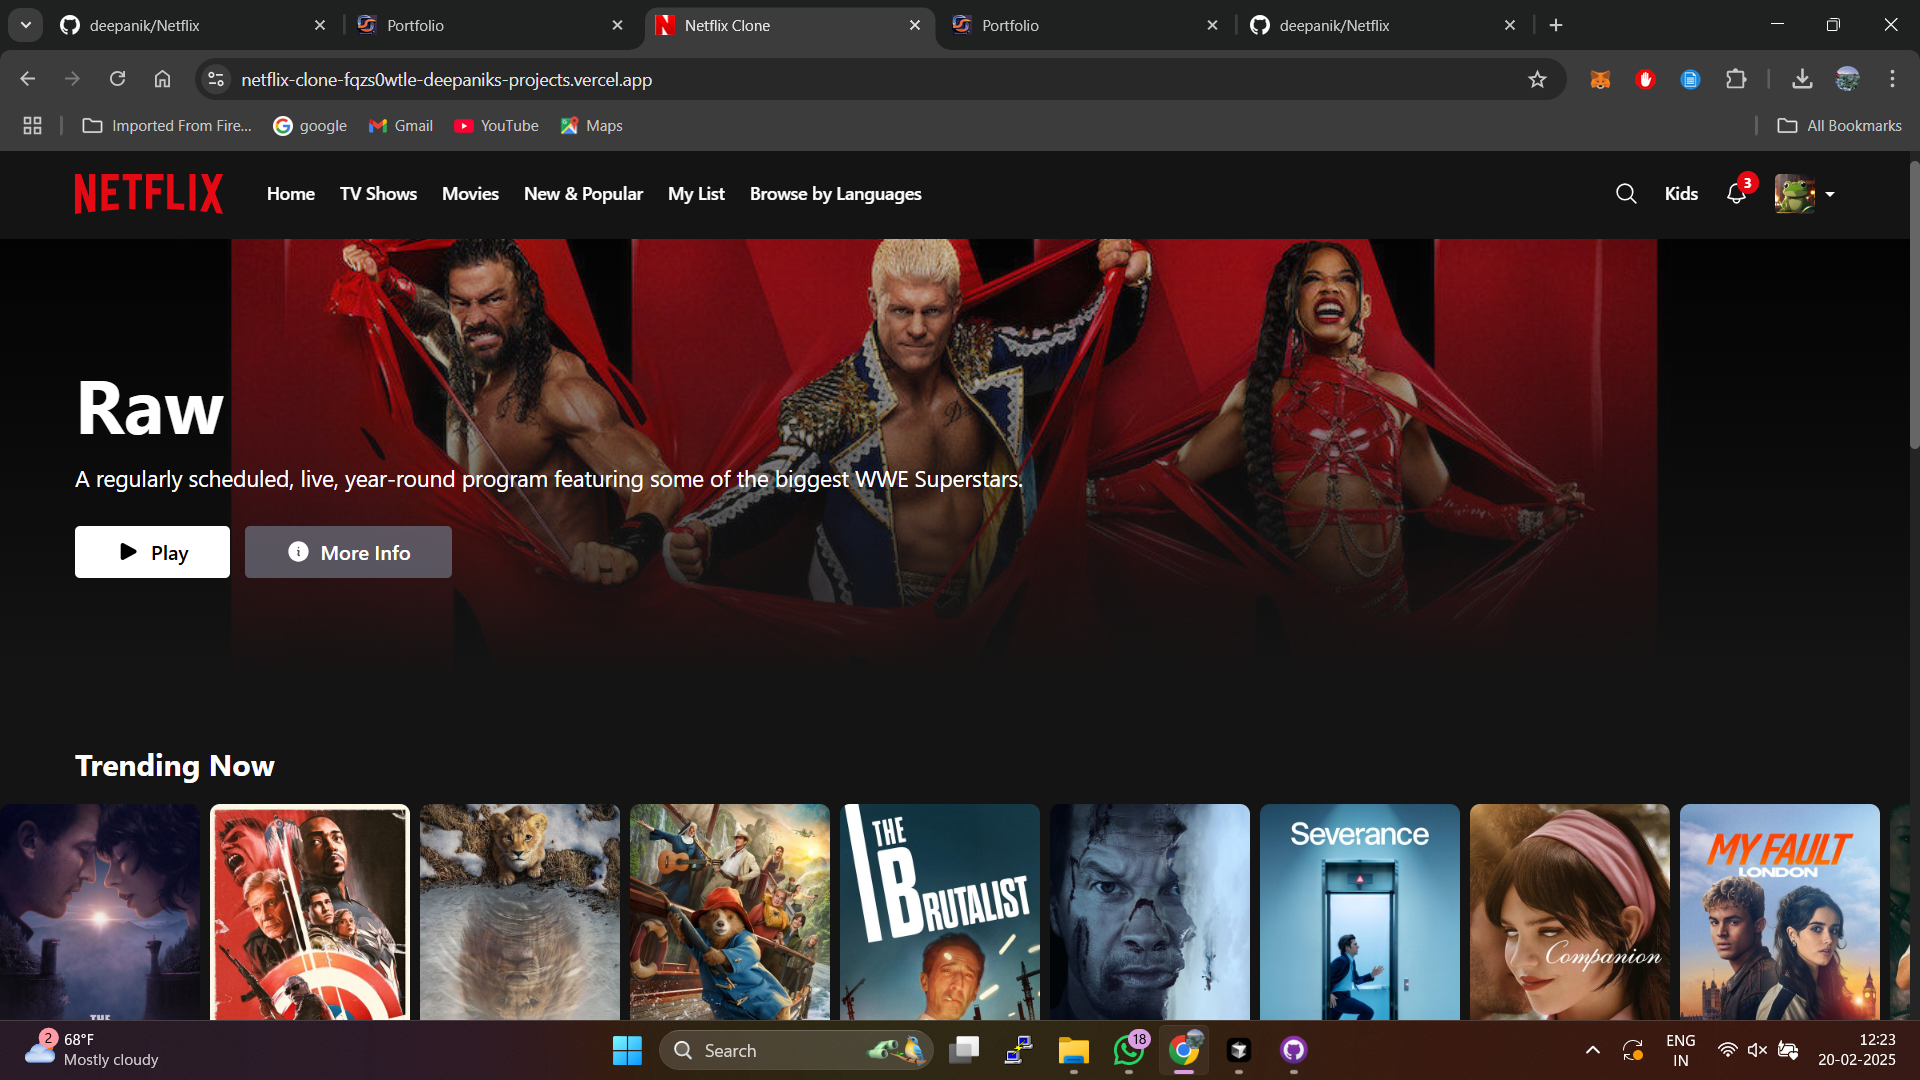 deepanik/Netflix
Portfolio
Netflix Clone
Portfolio
deepanik/Netflix
netflix-clone-fqzs0wtle-deepaniks-projects.vercel.app
Imported From Fire...
google
Gmail
YouTube
Maps
All Bookmarks
NETFLIX
Home
TV Shows
Movies
New & Popular
My List
Browse by Languages
Kids
3
Raw
A regularly scheduled, live, year-round program featuring some of the biggest WWE Superstars.
Play
More Info
Trending Now
THE
THE
BRUTALIST
Severance
Companion
MY FAULT
LONDON
2
68°F
Mostly cloudy
Search
18
ENG
IN
12:23
20-02-2025